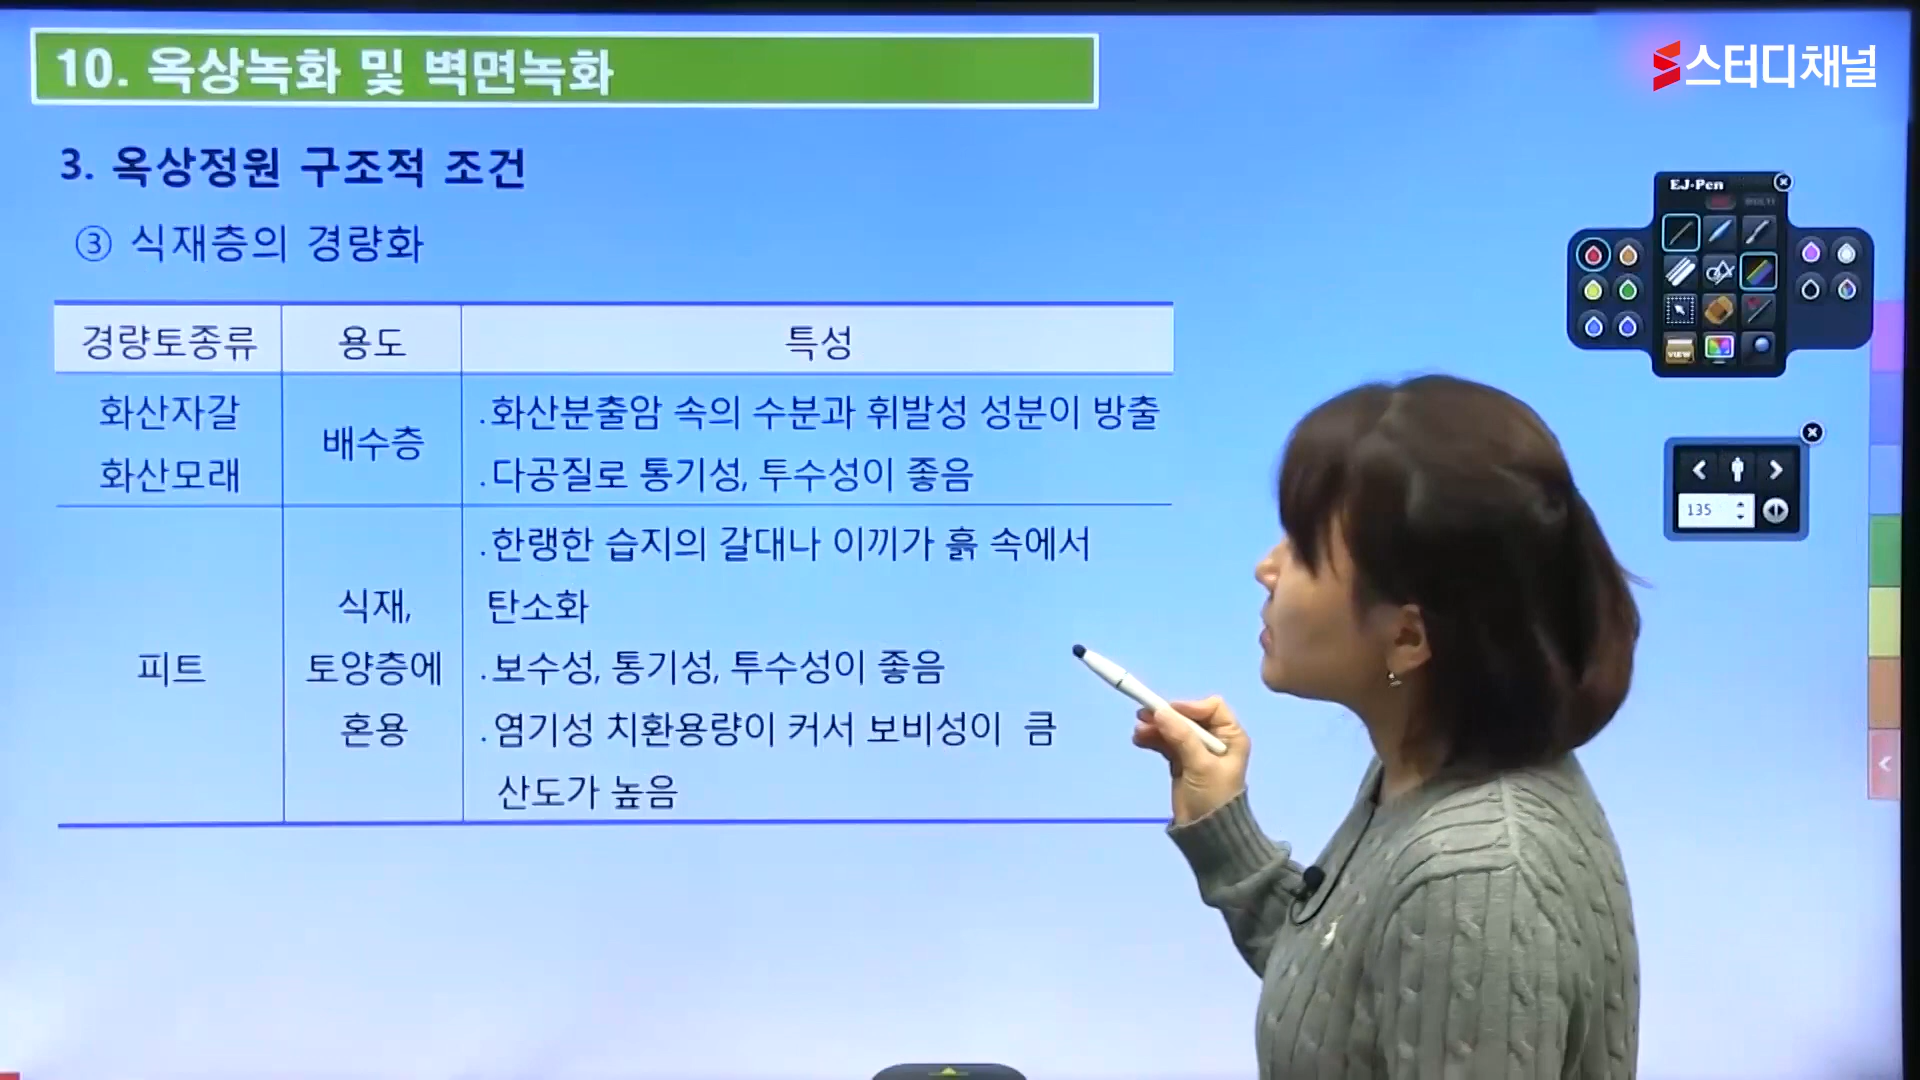 10. 옥상녹화 및 벽면녹화
스터디채널
3. 옥상정원 구조적 조건
③ 식재층의 경량화
경량토종류 용도 특성
화산자갈
화산모래
배수층
.화산분출암 속의 수분과 휘발성 성분이 방출
.다공질로 통기성, 투수성이 좋음
피트
식재,
토양층에
혼용
.한랭한 습지의 갈대나 이끼가 흙 속에서
탄소화
.보수성, 통기성, 투수성이 좋음
.염기성 치환용량이 커서 보비성이 큼
산도가 높음
EJ-Pen
MULTI
VIEW
135